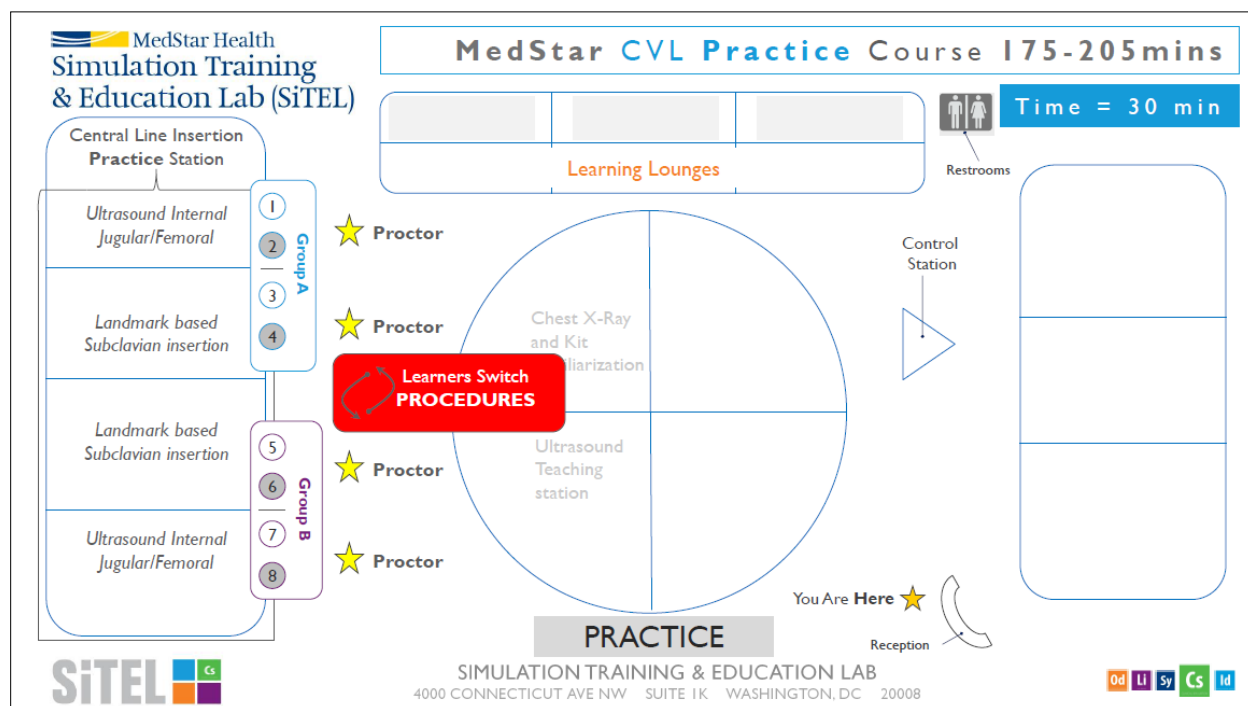 MedStar Health
Simulation Training
& Education Lab (SiTEL)
MedStar CVL Practice Course 175-205mins
Time = 30 min
Restrooms
Learning Lounges
Central Line Insertion
Practice Station
Ultrasound Internal
Jugular/Femoral
Landmark based
Subclavian insertion
Landmark based
Subclavian insertion
Ultrasound Internal
Jugular/Femoral
1
2
3
4
Group A
5
6
7
8
Group B
Proctor
Proctor
Learners Switch
PROCEDURES
Proctor
Proctor
Chest X-Ray
and Kit
iliarization
Ultrasound
Teaching
station
Control
Station
You Are Here
Reception
PRACTICE
SiTEL
Cs
SIMULATION TRAINING & EDUCATION LAB
4000 CONNECTICUT AVE NW SUITE 1K WASHINGTON, DC 20008
Od Li Sy Cs Id